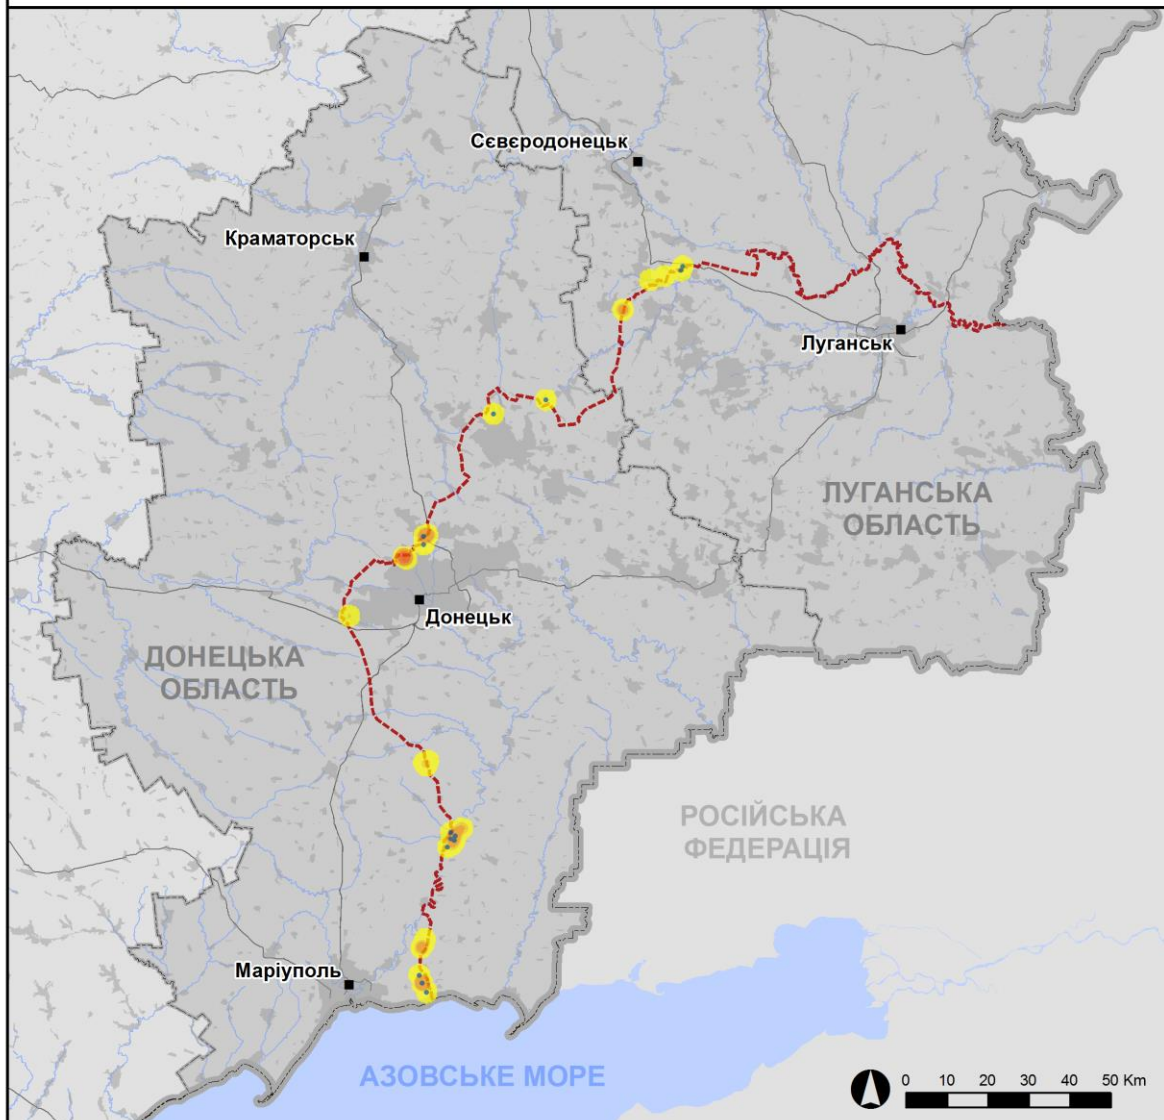 Сєвєродонецьк
Краматорськ
Луганськ
ЛУГАНСЬКА
ОБЛАСТЬ
Донецьк
ДОНЕЦЬКА
ОБЛАСТЬ
РОСІЙСЬКА
ФЕДЕРАЦІЯ
Маріуполь
АЗОВСЬКЕ МОРЕ
0 10 20 30 40 50 Km